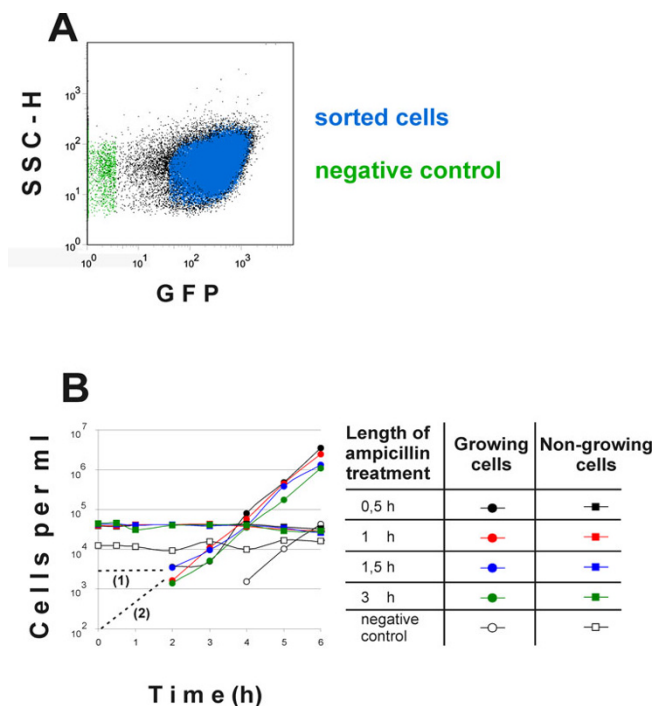 A
SSC-H
10³
10²
10¹
10⁰
10⁰ 10¹ 10² 10³
GFP
sorted cells
negative control
B
Cells per ml
10⁷
10⁶
10⁵
10⁴
10³
10²
(1)
(2)
0 1 2 3 4 5 6
Time (h)
Length of ampicillin treatment Growing cells Non-growing cells
0,5 h
1 h
1,5 h
3 h
negative control